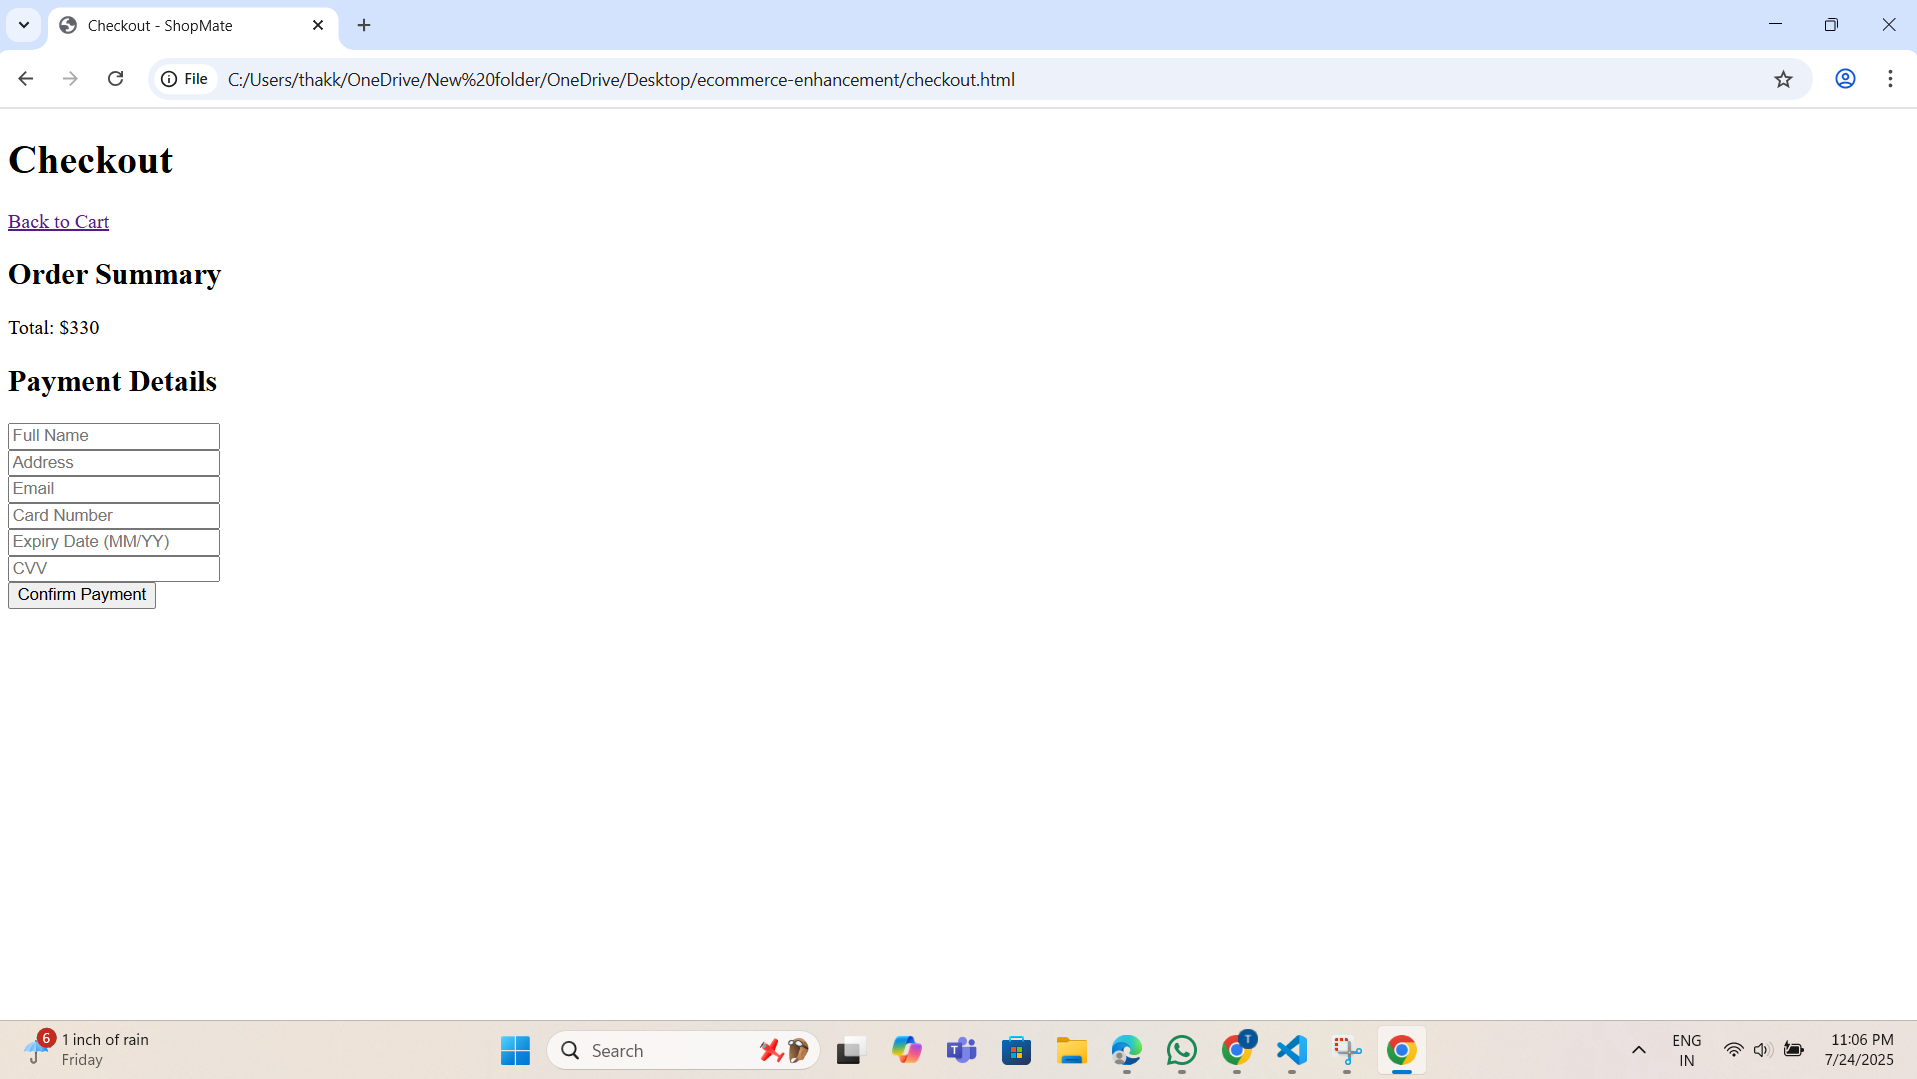 Checkout - ShopMate
File
C:/Users/thakk/OneDrive/New%20folder/OneDrive/Desktop/ecommerce-enhancement/checkout.html
Checkout
Back to Cart
Order Summary
Total: $330
Payment Details
Full Name
Address
Email
Card Number
Expiry Date (MM/YY)
CVV
Confirm Payment
6
1 inch of rain
Friday
Search
T
T
ENG
IN
11:06 PM
7/24/2025